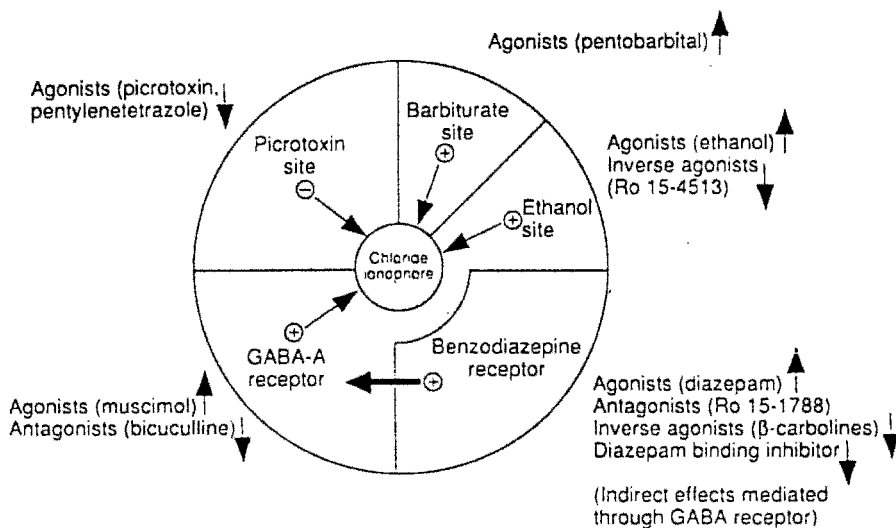 Agonists (pentobarbital)
Agonists (picrotoxin,
pentylenetetrazole)
Barbiturate
site
+
Picrotoxin
site
−
Agonists (ethanol)
Inverse agonists
(Ro 15-4513)
+
Ethanol
site
Chloride
ionophore
+
GABA-A
receptor
Benzodiazepine
receptor
+
Agonists (muscimol)
Antagonists (bicuculline)
Agonists (diazepam)
Antagonists (Ro 15-1788)
Inverse agonists (β-carbolines)
Diazepam binding inhibitor
(Indirect effects mediated
through GABA receptor)